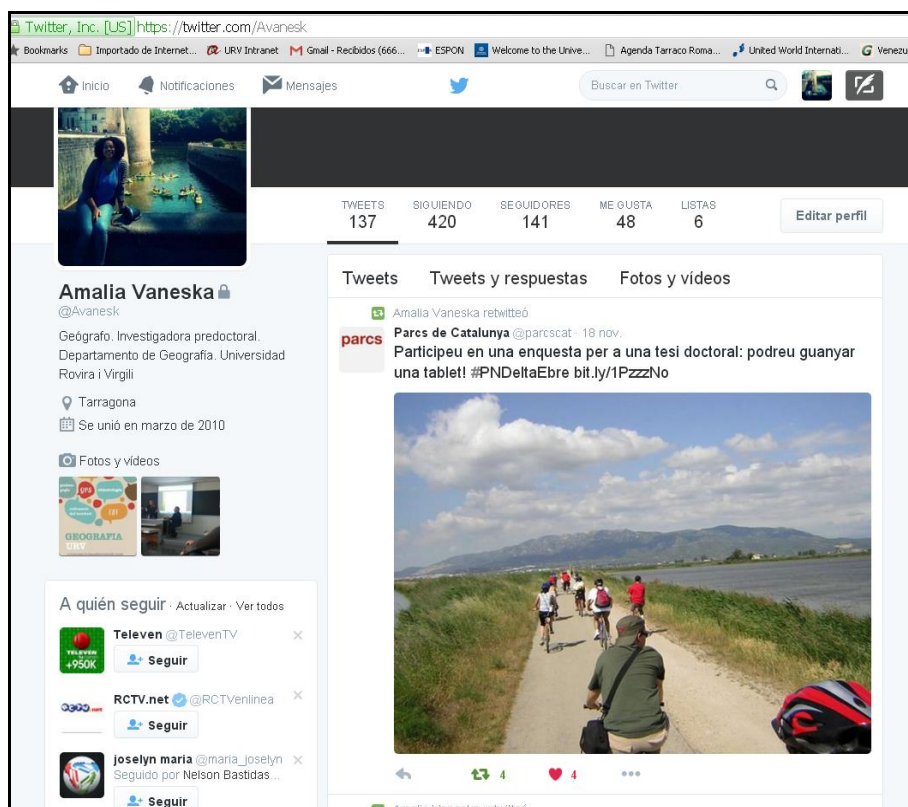 Twitter, Inc. [US] https://twitter.com/Avanesk
Bookmarks Importado de Internet... URV Intranet Gmail - Recibidos (666... ESPON Welcome to the Unive... Agenda Tarraco Roma... United World Internati... Venezu
Inicio Notificaciones Mensajes Buscar en Twitter
TWEETS SIGUIENDO SEGUIDORES ME GUSTA LISTAS
137 420 141 48 6
Editar perfil
Amalia Vaneska
@Avanesk
Geógrafo. Investigadora predoctoral.
Departamento de Geografía. Universidad
Rovira i Virgili
Tarragona
Se unió en marzo de 2010
Fotos y vídeos
GPS
GEOGRAFIA
URV
A quién seguir · Actualizar · Ver todos
Televen @TelevenTV
TELEVEN
+950K
Seguir
RCTV.net @RCTVenlinea
Seguir
joselyn maria @maria_joselyn
Seguido por Nelson Bastidas...
Seguir
Tweets Tweets y respuestas Fotos y vídeos
Amalia Vaneska retwitteó
parcs
Parcs de Catalunya @parcscat · 18 nov.
Participeu en una enquesta per a una tesi doctoral: podreu guanyar
una tablet! #PNDeltaEbre bit.ly/1PzzzNo
4 4